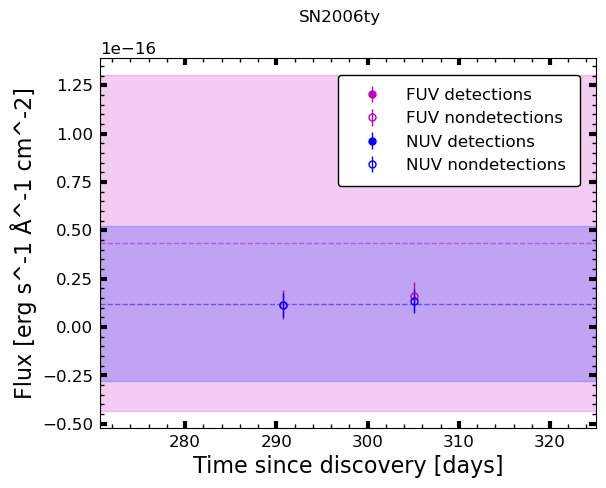 SN2006ty
1e−16
FUV detections
FUV nondetections
NUV detections
NUV nondetections
1.25
1.00
0.75
0.50
0.25
0.00
−0.25
−0.50
Flux [erg s^-1 Å^-1 cm^-2]
280 290 300 310 320
Time since discovery [days]